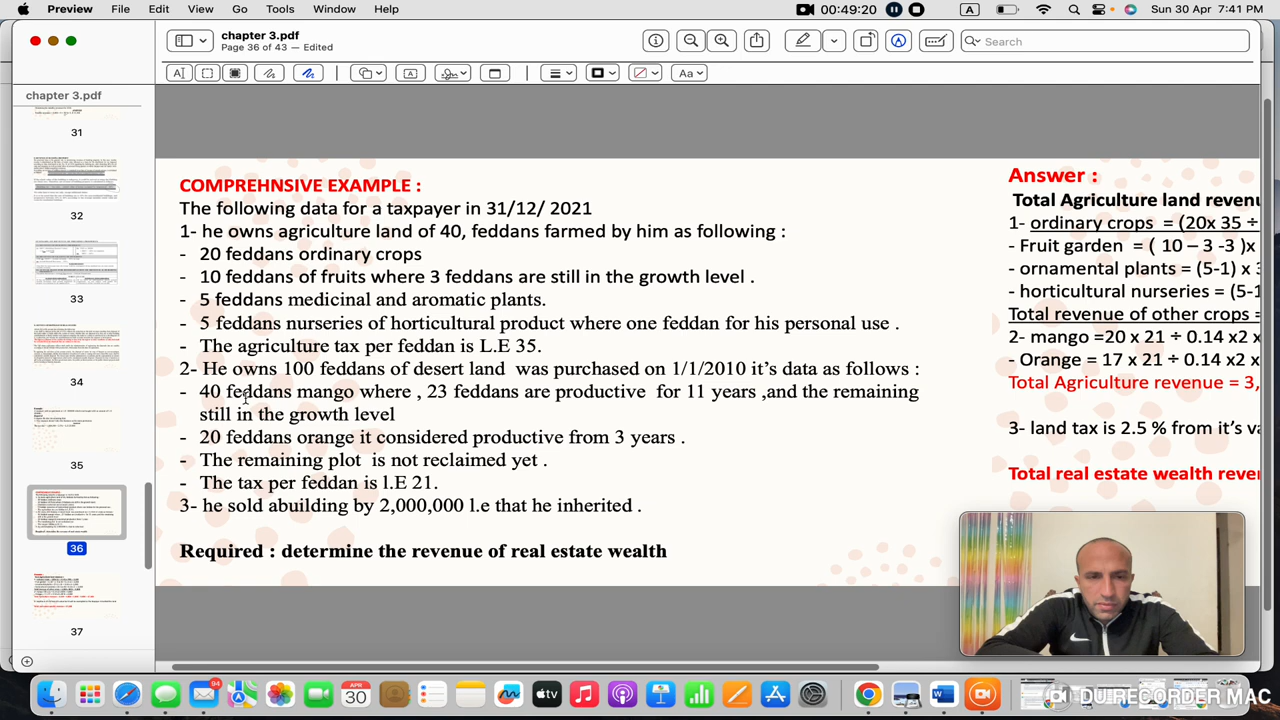 Preview File Edit View Go Tools Window Help
00:49:20 A Sun 30 Apr 7:41 PM
chapter 3.pdf
Page 36 of 43 — Edited
Search
Aa
chapter 3.pdf
31
32
33
34
35
36
37
COMPREHNSIVE EXAMPLE :
The following data for a taxpayer in 31/12/ 2021
1- he owns agriculture land of 40, feddans farmed by him as following :
- 20 feddans ordinary crops
- 10 feddans of fruits where 3 feddans are still in the growth level .
- 5 feddans medicinal and aromatic plants.
- 5 feddans nurseries of horticultural product where one feddan for his personal use .
- The agriculture tax per feddan is l.E 35.
2- He owns 100 feddans of desert land was purchased on 1/1/2010 it's data as follows :
- 40 feddans mango where , 23 feddans are productive for 11 years ,and the remaining
still in the growth level
- 20 feddans orange it considered productive from 3 years .
- The remaining plot is not reclaimed yet .
- The tax per feddan is l.E 21.
3- he sold abuilding by 2,000,000 l.e that he inherited .
Required : determine the revenue of real estate wealth
Answer :
Total Agriculture land revenu
1- ordinary crops = (20x 35 ÷
- Fruit garden = ( 10 – -3 )x
- ornamental plants = (5-1) x 3
- horticultural nurseries = (5-1
Total revenue of other crops =
2- mango =20 x 21 ÷ 0.14 x2 x
- Orange = 17 x 21 ÷ 0.14 x2 x
Total Agriculture revenue = 3,
3- land tax is 2.5 % from it's va
Total real estate wealth reve
94
APR
30
DU RECORDER MAC